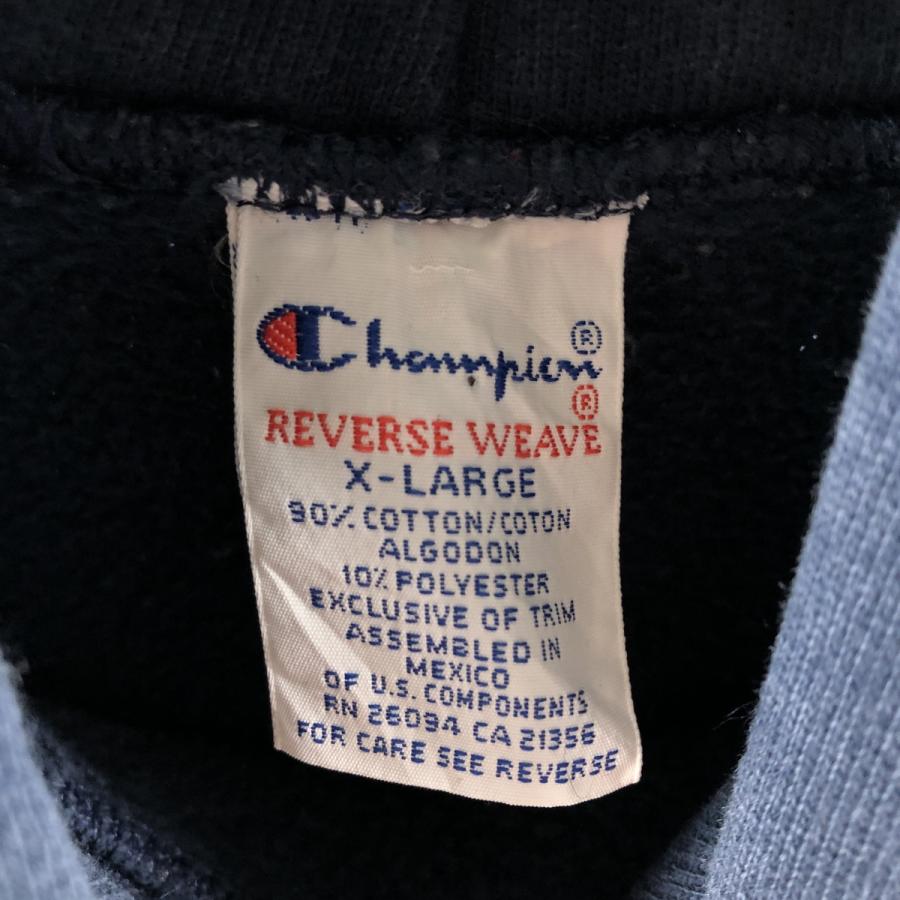 Champion ®
®
REVERSE WEAVE
X-LARGE
90% COTTON/COTON
ALGODON
10% POLYESTER
EXCLUSIVE OF TRIM
ASSEMBLED IN
MEXICO
OF U.S. COMPONENTS
RN 26094 CA 21356
FOR CARE SEE REVERSE